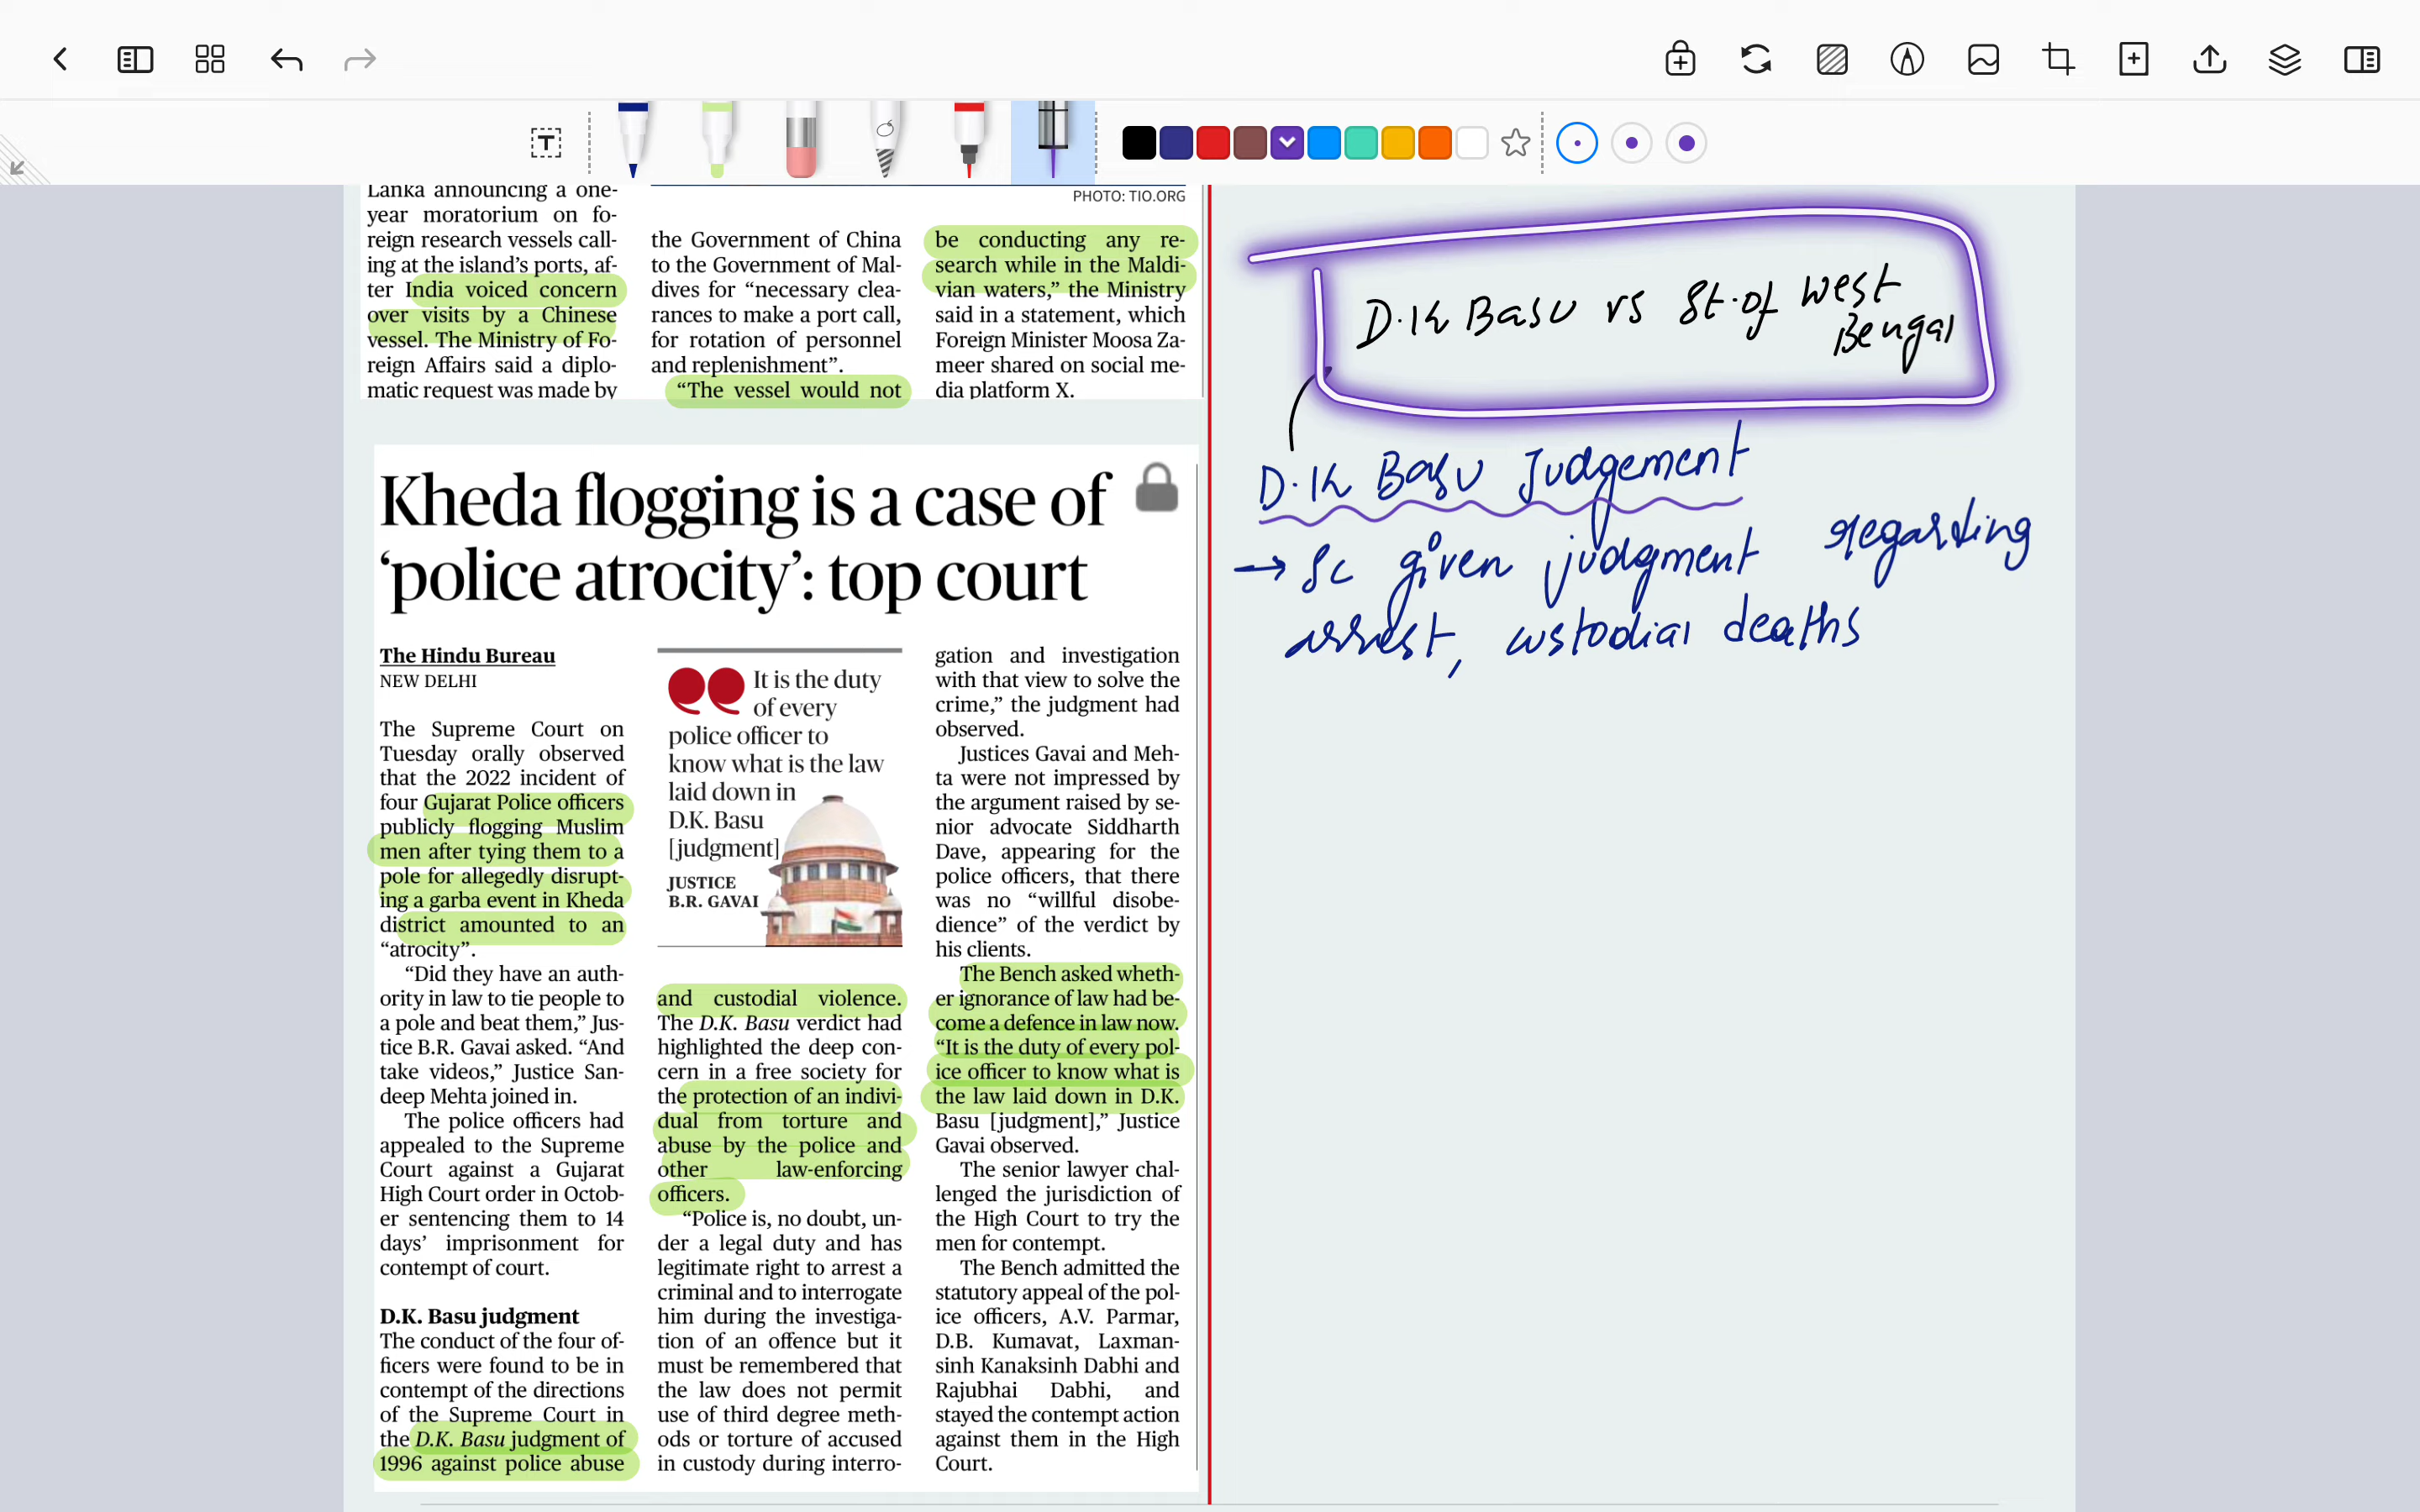 Lanka announcing a one-
year moratorium on fo-
reign research vessels call-
ing at the island's ports, af-
ter India voiced concern
over visits by a Chinese
vessel. The Ministry of Fo-
reign Affairs said a diplo-
matic request was made by
PHOTO: TIO.ORG
the Government of China
to the Government of Mal-
dives for “necessary clea-
rances to make a port call,
for rotation of personnel
and replenishment”.
“The vessel would not
be conducting any re-
search while in the Maldi-
vian waters,” the Ministry
said in a statement, which
Foreign Minister Moosa Za-
meer shared on social me-
dia platform X.
Kheda flogging is a case of
‘police atrocity’: top court
The Hindu Bureau
NEW DELHI
The Supreme Court on
Tuesday orally observed
that the 2022 incident of
four Gujarat Police officers
publicly flogging Muslim
men after tying them to a
pole for allegedly disrupt-
ing a garba event in Kheda
district amounted to an
“atrocity”.
“Did they have an auth-
ority in law to tie people to
a pole and beat them,” Jus-
tice B.R. Gavai asked. “And
take videos,” Justice San-
deep Mehta joined in.
The police officers had
appealed to the Supreme
Court against a Gujarat
High Court order in Octob-
er sentencing them to 14
days’ imprisonment for
contempt of court.
D.K. Basu judgment
The conduct of the four of-
ficers were found to be in
contempt of the directions
of the Supreme Court in
the D.K. Basu judgment of
1996 against police abuse
It is the duty
of every
police officer to
know what is the law
laid down in
D.K. Basu
[judgment]
JUSTICE
B.R. GAVAI
and custodial violence.
The D.K. Basu verdict had
highlighted the deep con-
cern in a free society for
the protection of an indivi-
dual from torture and
abuse by the police and
other law-enforcing
officers.
“Police is, no doubt, un-
der a legal duty and has
legitimate right to arrest a
criminal and to interrogate
him during the investiga-
tion of an offence but it
must be remembered that
the law does not permit
use of third degree meth-
ods or torture of accused
in custody during interro-
gation and investigation
with that view to solve the
crime,” the judgment had
observed.
Justices Gavai and Meh-
ta were not impressed by
the argument raised by se-
nior advocate Siddharth
Dave, appearing for the
police officers, that there
was no “willful disobe-
dience” of the verdict by
his clients.
The Bench asked wheth-
er ignorance of law had be-
come a defence in law now.
“It is the duty of every pol-
ice officer to know what is
the law laid down in D.K.
Basu [judgment],” Justice
Gavai observed.
The senior lawyer chal-
lenged the jurisdiction of
the High Court to try the
men for contempt.
The Bench admitted the
statutory appeal of the pol-
ice officers, A.V. Parmar,
D.B. Kumavat, Laxman-
sinh Kanaksinh Dabhi and
Rajubhai Dabhi, and
stayed the contempt action
against them in the High
Court.
D.K Basu vs St. of West
Bengal
D.K Basu Judgement
→ SC given judgment regarding
arrest, custodial deaths